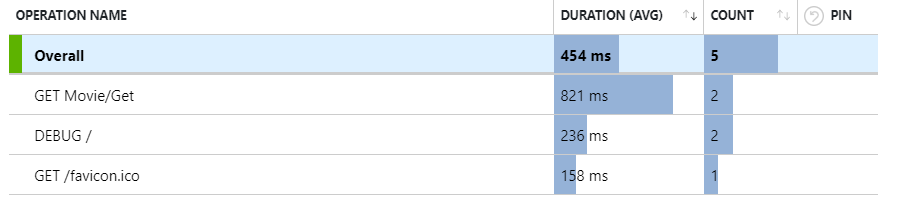 OPERATION NAME DURATION (AVG) COUNT PIN
Overall 454 ms 5
GET Movie/Get 821 ms 2
DEBUG / 236 ms 2
GET /favicon.ico 158 ms 1